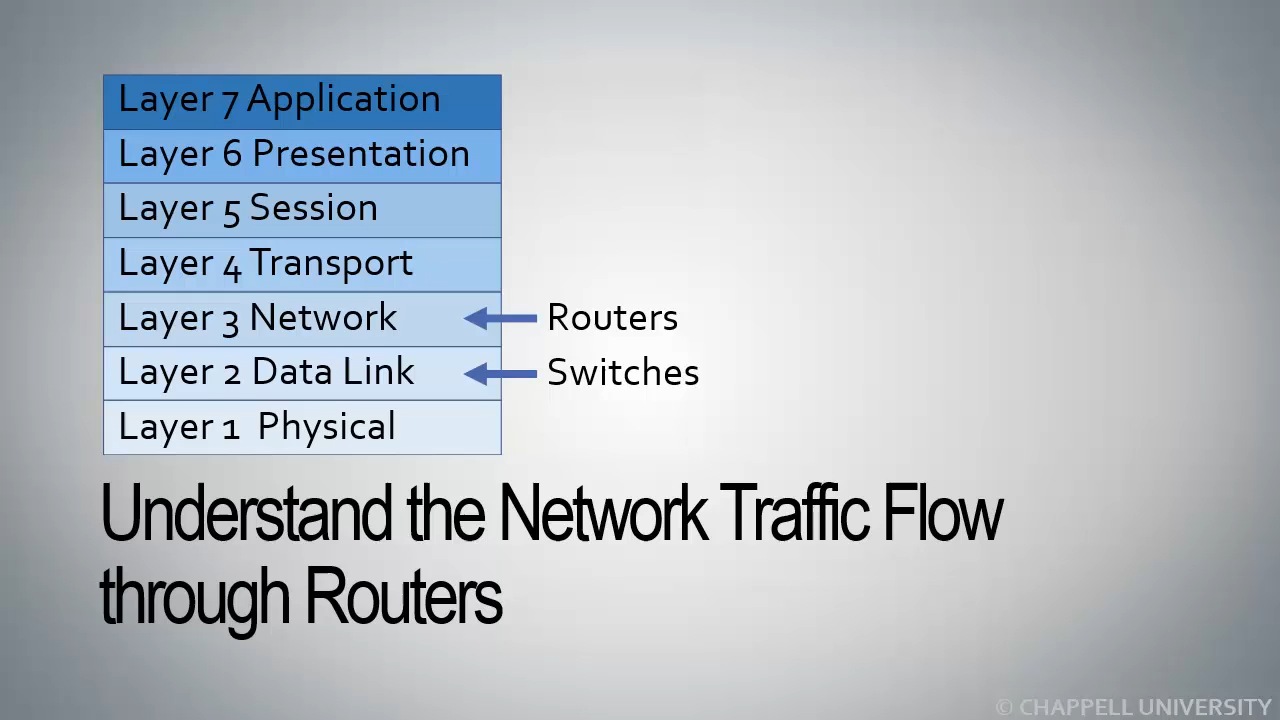 Layer 7 Application
Layer 6 Presentation
Layer 5 Session
Layer 4 Transport
Layer 3 Network
Routers
Layer 2 Data Link
Switches
Layer 1 Physical
Understand the Network Traffic Flow
through Routers
© CHAPPELL UNIVERSITY